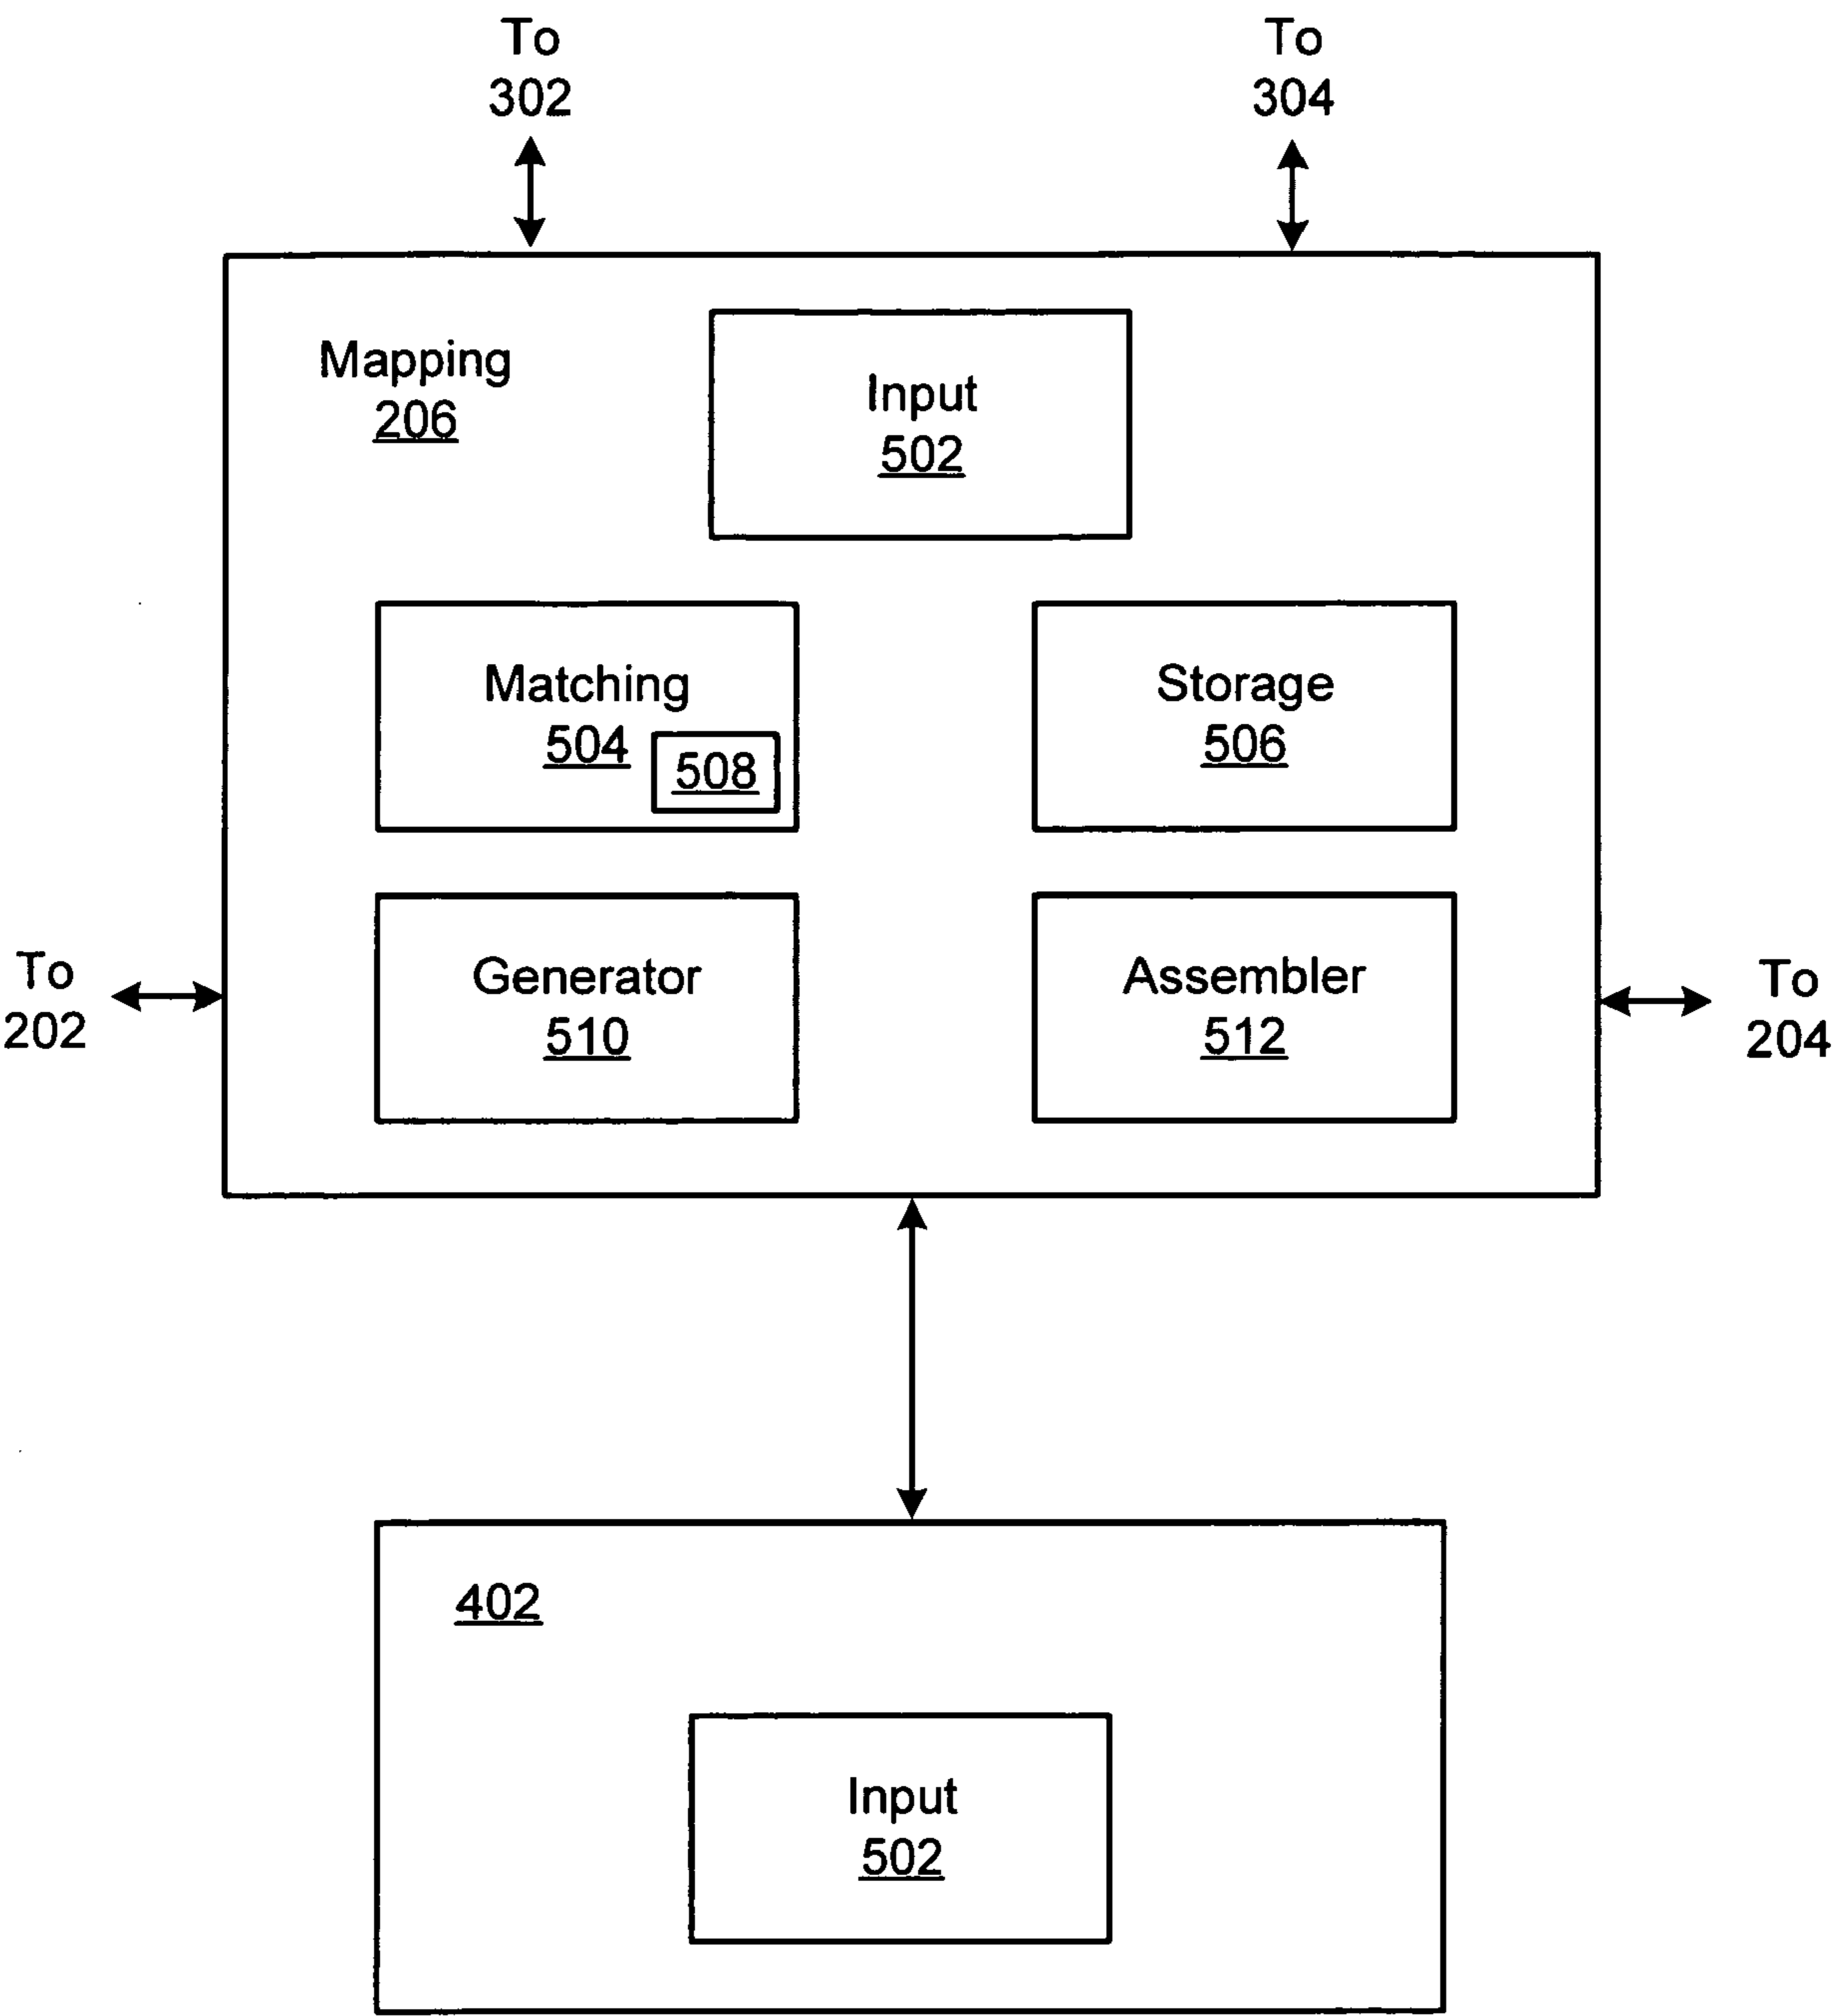 To
302
To
304
Mapping
206
Input
502
Matching
504
508
Storage
506
Generator
510
Assembler
512
To
202
To
204
402
Input
502